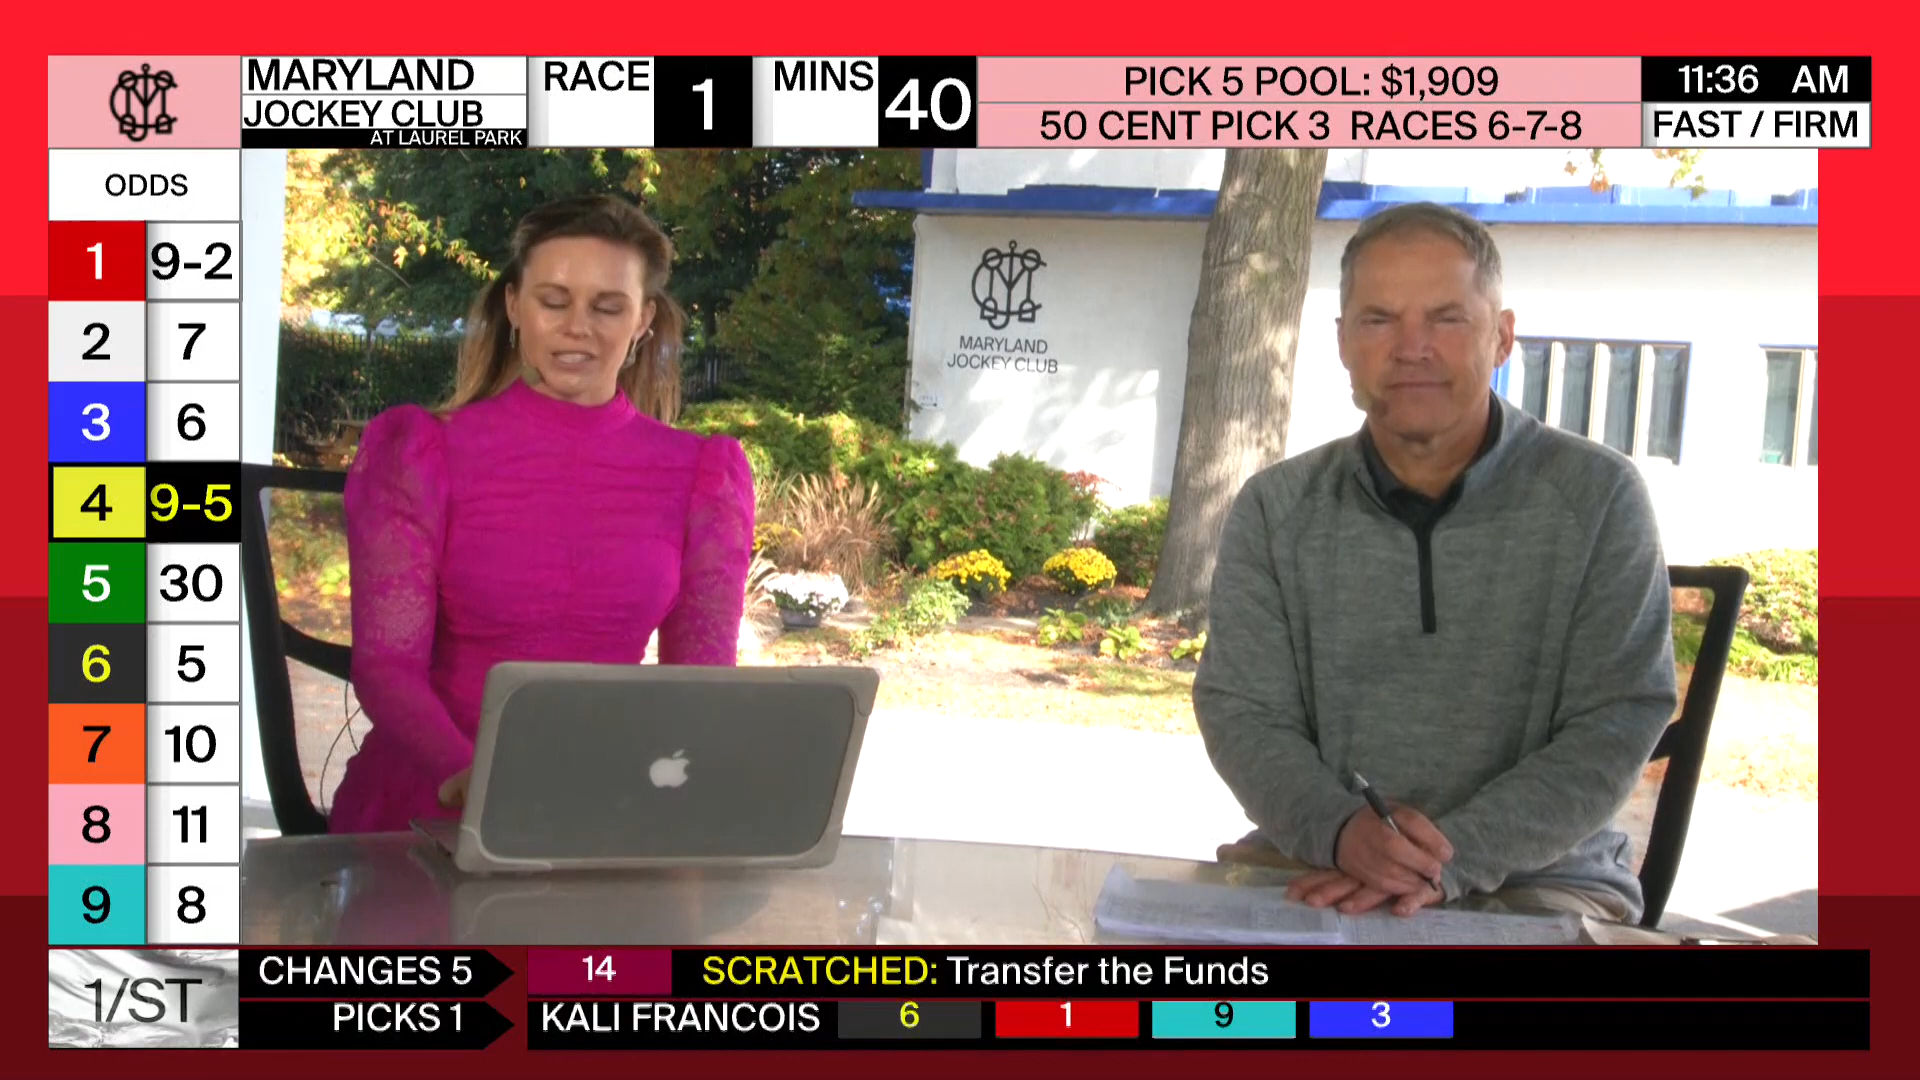 MARYLAND
JOCKEY CLUB
AT LAUREL PARK
RACE 1
MINS 40
PICK 5 POOL: $1,909
50 CENT PICK 3 RACES 6-7-8
11:36 AM
FAST / FIRM
ODDS
1 9-2
2 7
3 6
4 9-5
5 30
6 5
7 10
8 11
9 8
MARYLAND
JOCKEY CLUB
1/ST
CHANGES 5 14 SCRATCHED: Transfer the Funds
PICKS 1 KALI FRANCOIS 6 1 9 3